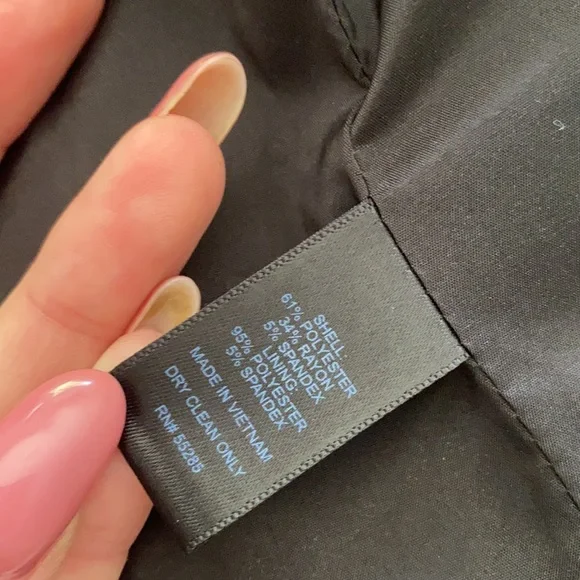 SHELL:
61% POLYESTER
34% RAYON
5% SPANDEX
LINING:
95% POLYESTER
5% SPANDEX
MADE IN VIETNAM
DRY CLEAN ONLY
RN# 55285